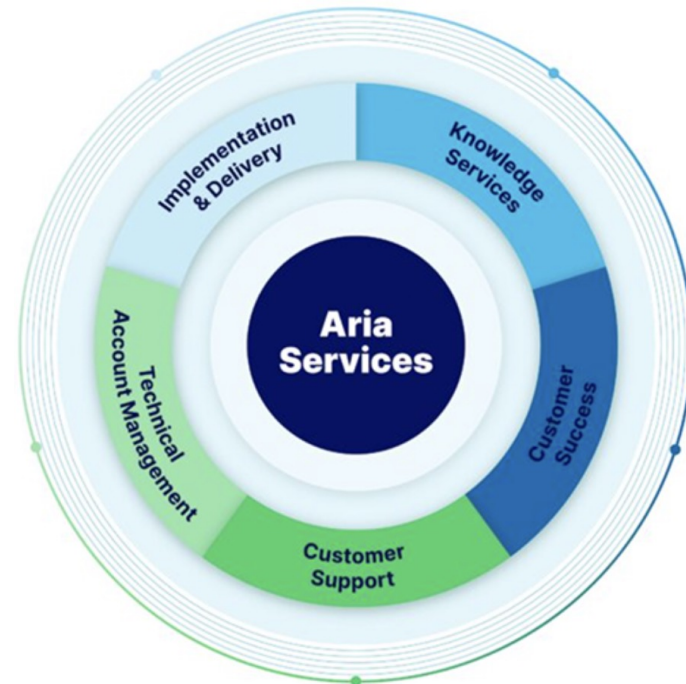 Aria
Services
Implementation
& Delivery
Knowledge
Services
Customer
Success
Customer
Support
Technical
Account Management